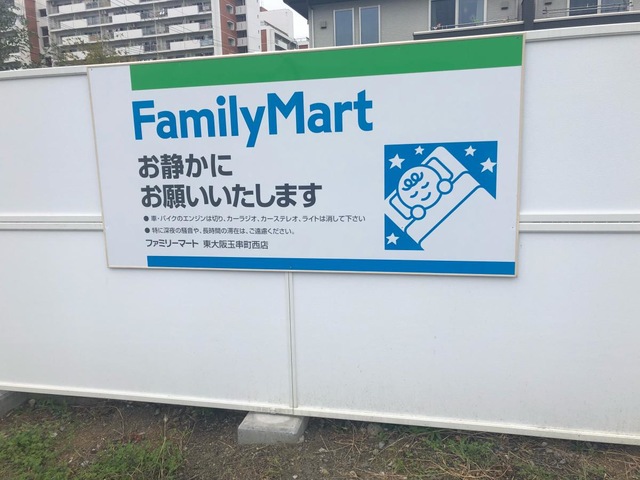 FamilyMart
お静かに
お願いいたします
●車・バイクのエンジンは切り、カーラジオ、カーステレオ、ライトは消して下さい
●特に深夜の騒音や、長時間の滞在は、ご遠慮ください。
ファミリーマート 東大阪玉串町西店